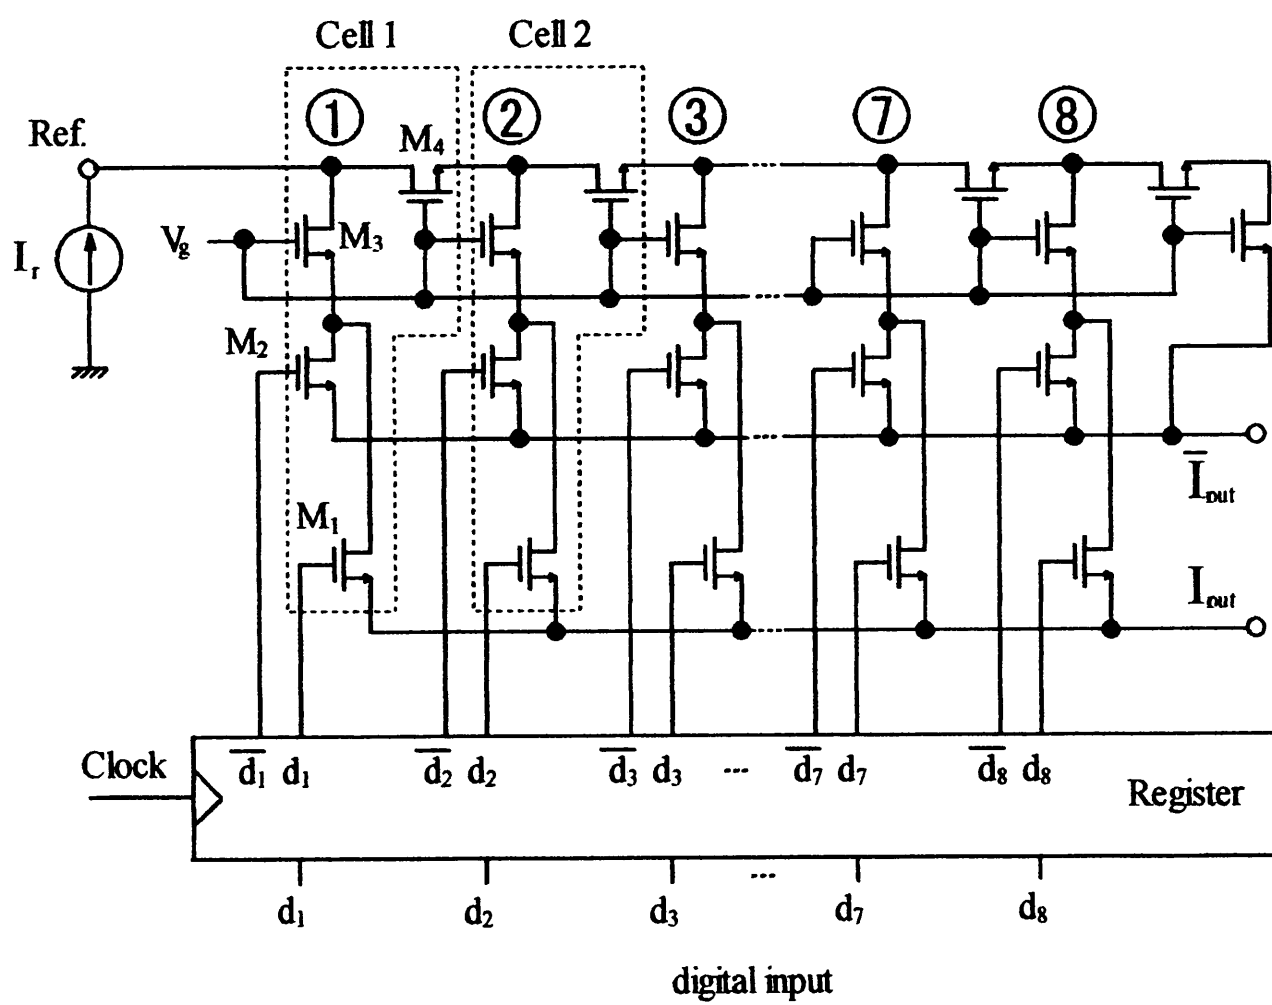 Cell 1 Cell 2
① ② ③ ⑦ ⑧
Ref. M4
Ir Vg M3
M2
Iout
M1
Iout
Clock d̅1 d1 d̅2 d2 d̅3 d3 ... d̅7 d7 d̅8 d8
Register
d1 d2 d3 ... d7 d8
digital input